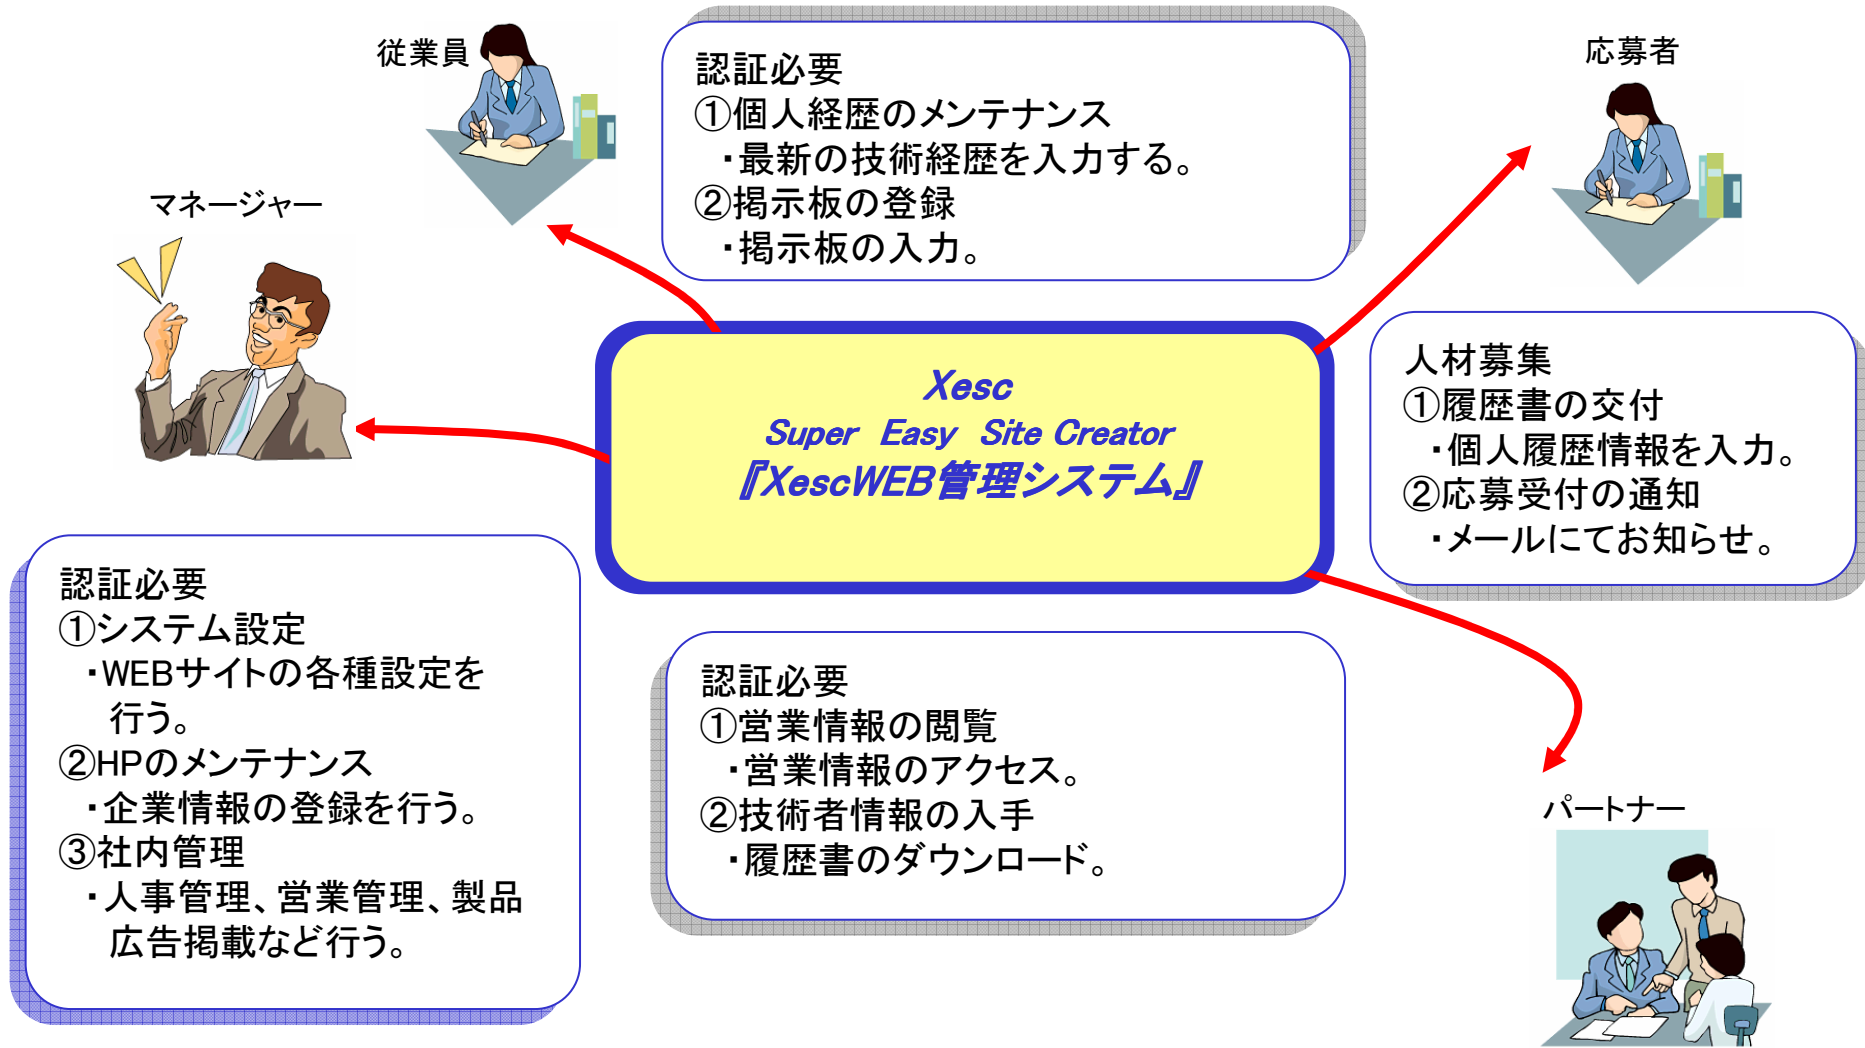 従業員
認証必要
①個人経歴のメンテナンス
・最新の技術経歴を入力する。
②掲示板の登録
・掲示板の入力。
応募者
マネージャー
Xesc
Super Easy Site Creator
『XescWEB管理システム』
人材募集
①履歴書の交付
・個人履歴情報を入力。
②応募受付の通知
・メールにてお知らせ。
認証必要
①システム設定
・WEBサイトの各種設定を
行う。
②HPのメンテナンス
・企業情報の登録を行う。
③社内管理
・人事管理、営業管理、製品
広告掲載など行う。
認証必要
①営業情報の閲覧
・営業情報のアクセス。
②技術者情報の入手
・履歴書のダウンロード。
パートナー